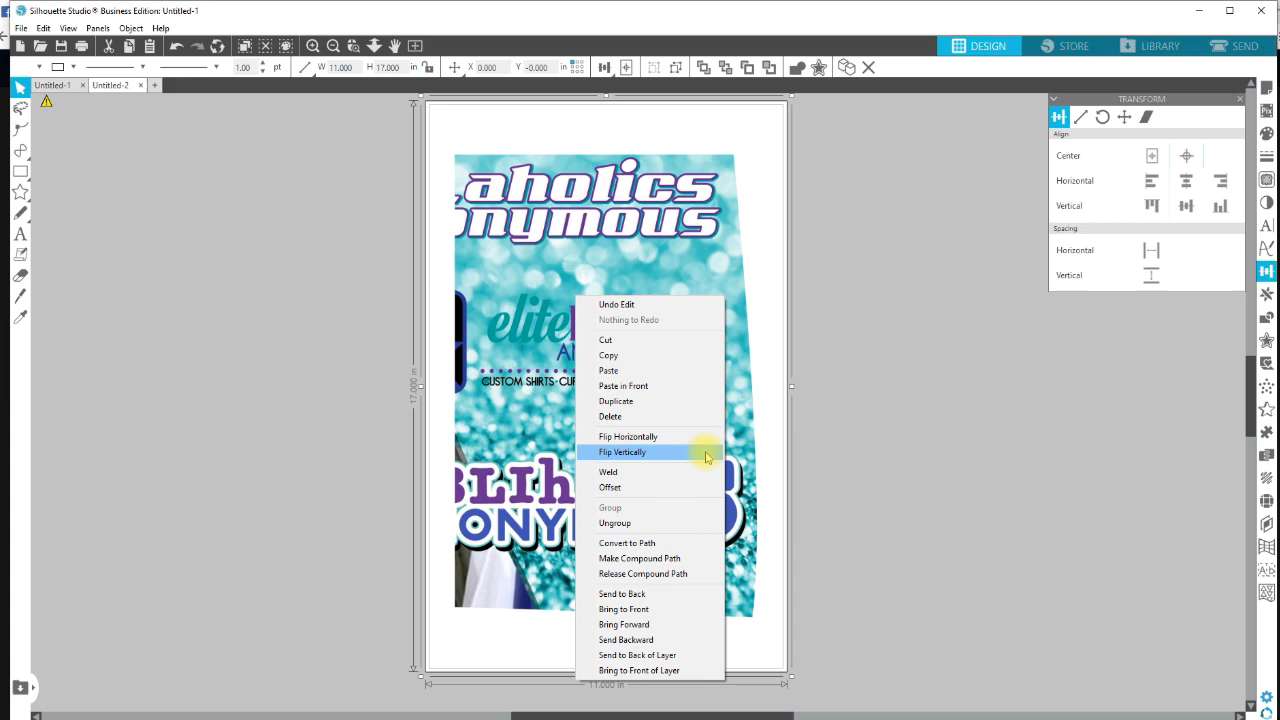 Silhouette Studio® Business Edition: Untitled-1
File Edit View Panels Object Help
DESIGN STORE LIBRARY SEND
1.00 pt W 11.000 H 17.000 in X 0.000 Y -0.000 in
Untitled-1 × Untitled-2 × +
TRANSFORM
Align
Center
Horizontal
Vertical
Spacing
Horizontal
Vertical
aholics
onymous
elite
CUSTOM SHIRTS·CUP
Undo Edit
Nothing to Redo
Cut
Copy
Paste
Paste in Front
Duplicate
Delete
Flip Horizontally
Flip Vertically
Weld
Offset
Group
Ungroup
Convert to Path
Make Compound Path
Release Compound Path
Send to Back
Bring to Front
Bring Forward
Send Backward
Send to Back of Layer
Bring to Front of Layer
BLIh
ONY
17.000 in
11.000 in